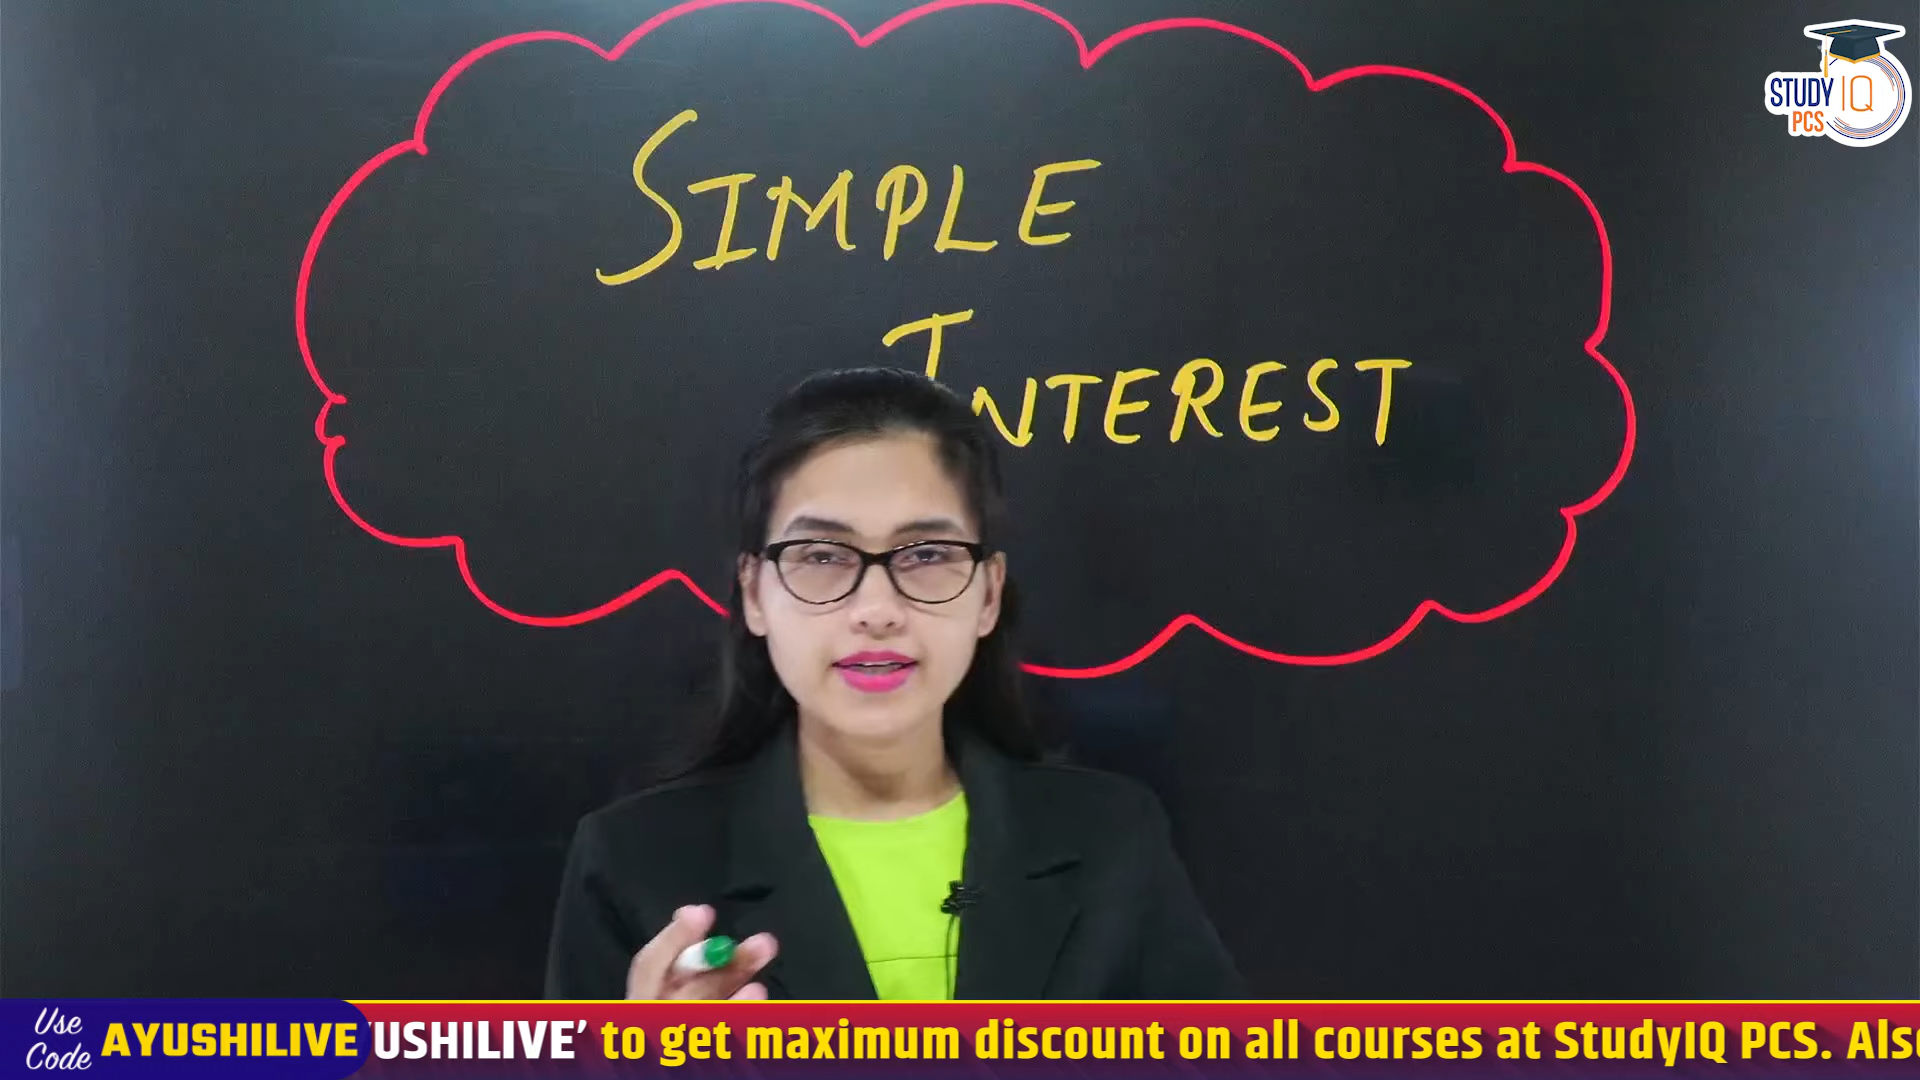 SIMPLE
INTEREST
STUDY IQ
PCS
Use
Code
AYUSHILIVE
USHILIVE’ to get maximum discount on all courses at StudyIQ PCS. Also